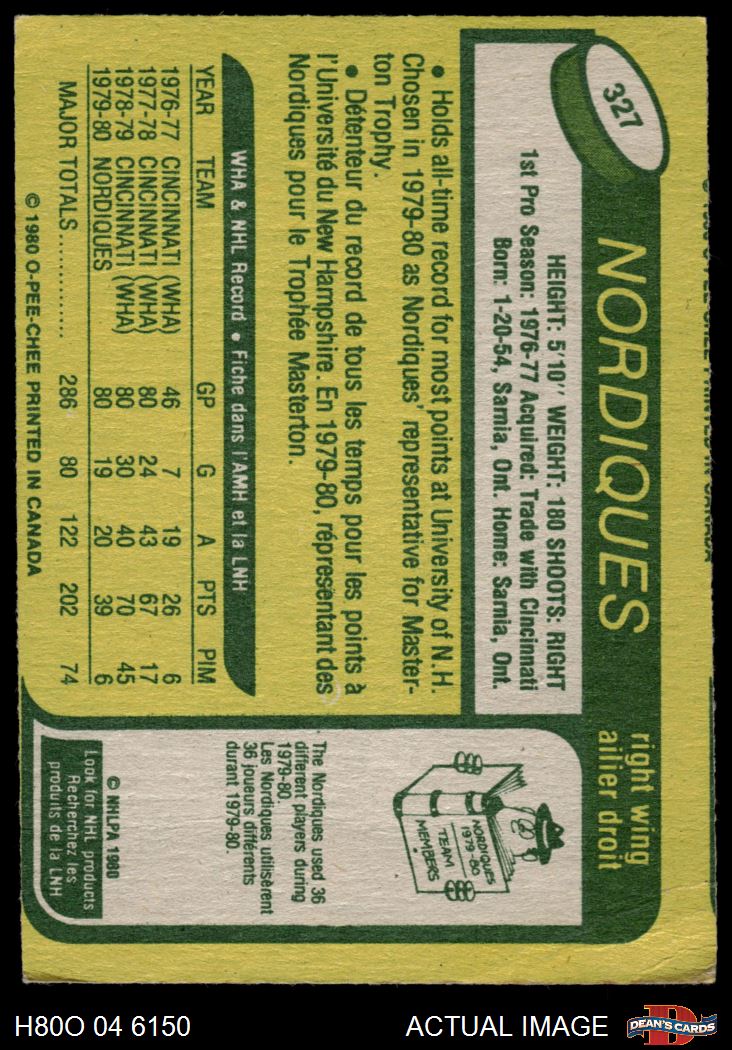 327
NORDIQUES
right wing
ailier droit
HEIGHT: 5'10" WEIGHT: 180 SHOOTS: RIGHT
1st Pro Season: 1976-77 Acquired: Trade with Cincinnati
Born: 1-20-54, Sarnia, Ont. Home: Sarnia, Ont.
• Holds all-time record for most points at University of N.H.
Chosen in 1979-80 as Nordiques' representative for Master-
ton Trophy.
• Détenteur du record de tous les temps pour les points à
l'Université du New Hampshire. En 1979-80, répresentant des
Nordiques pour le Trophée Masterton.
WHA & NHL Record • Fiche dans l'AMH et la LNH
YEAR TEAM GP G A PTS PIM
1976-77 CINCINNATI (WHA) 46 7 19 26 6
1977-78 CINCINNATI (WHA) 80 24 43 67 17
1978-79 CINCINNATI (WHA) 80 30 40 70 45
1979-80 NORDIQUES 80 19 20 39 6
MAJOR TOTALS .............. 286 80 122 202 74
© 1980 O-PEE-CHEE PRINTED IN CANADA
NORDIQUES
1979-80
TEAM
MEMBERS
The Nordiques used 36
different players during
1979-80.
Les Nordiques utilisèrent
36 joueurs différents
durant 1979-80.
© NHLPA 1980
Look for NHL products
Recherchez les
produits de la LNH
H80O 04 6150
ACTUAL IMAGE
DEAN'S CARDS